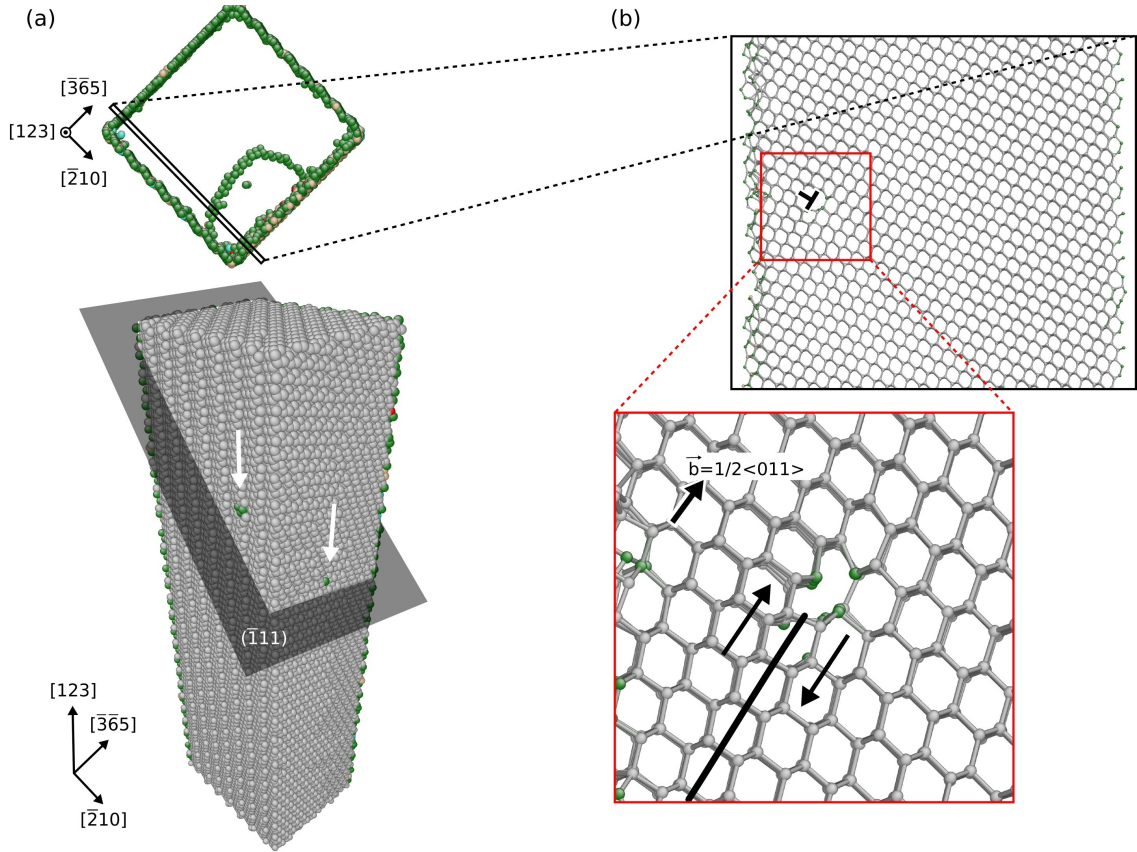 (a)
(b)
[3̅6̅5]
[123]
[2̅10]
b⃗=1/2<011>
(1̅11)
[123]
[3̅6̅5]
[2̅10]